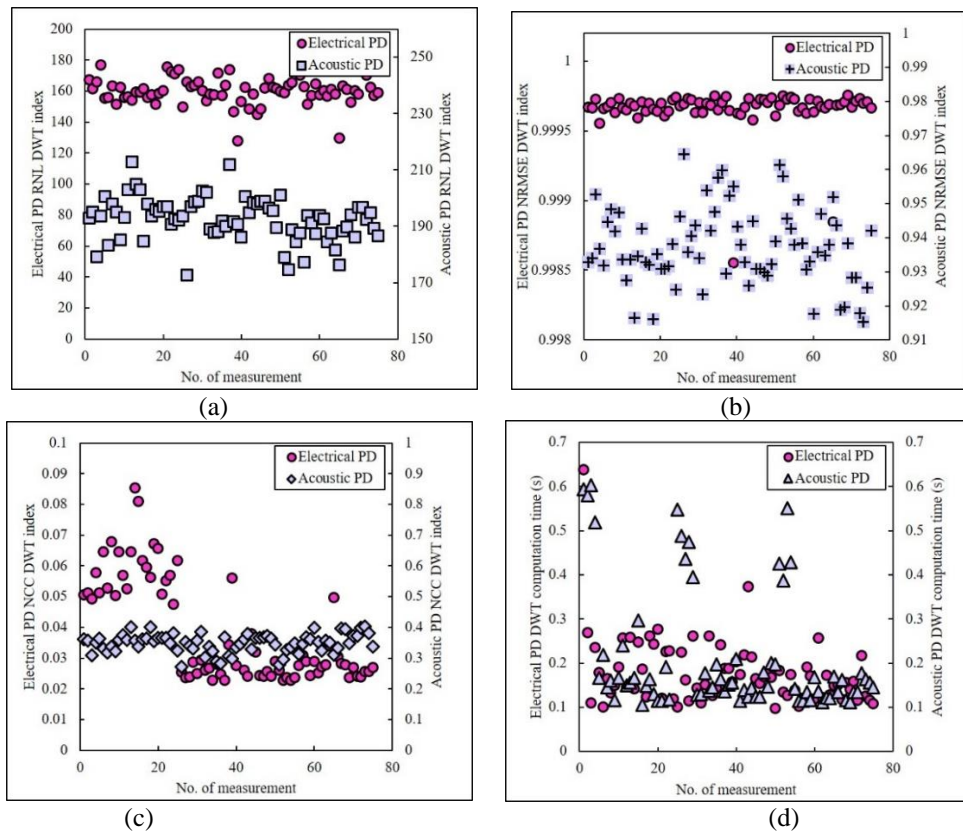 200
180
160
140
120
100
80
60
40
20
0
Electrical PD RNL DWT index
Electrical PD
Acoustic PD
250
230
210
190
170
150
Acoustic PD RNL DWT index
0 20 40 60 80
No. of measurement
(a)
1
0.9995
0.999
0.9985
0.998
Electrical PD NRMSE DWT index
Electrical PD
Acoustic PD
1
0.99
0.98
0.97
0.96
0.95
0.94
0.93
0.92
0.91
Acoustic PD NRMSE DWT index
0 20 40 60 80
No. of measurement
(b)
0.1
0.09
0.08
0.07
0.06
0.05
0.04
0.03
0.02
0.01
0
Electrical PD NCC DWT index
Electrical PD
Acoustic PD
1
0.9
0.8
0.7
0.6
0.5
0.4
0.3
0.2
0.1
0
Acoustic PD NCC DWT index
0 20 40 60 80
No. of measurement
(c)
0.7
0.6
0.5
0.4
0.3
0.2
0.1
0
Electrical PD DWT computation time (s)
Electrical PD
Acoustic PD
0.7
0.6
0.5
0.4
0.3
0.2
0.1
0
Acoustic PD DWT computation time (s)
0 20 40 60 80
No. of measurement
(d)